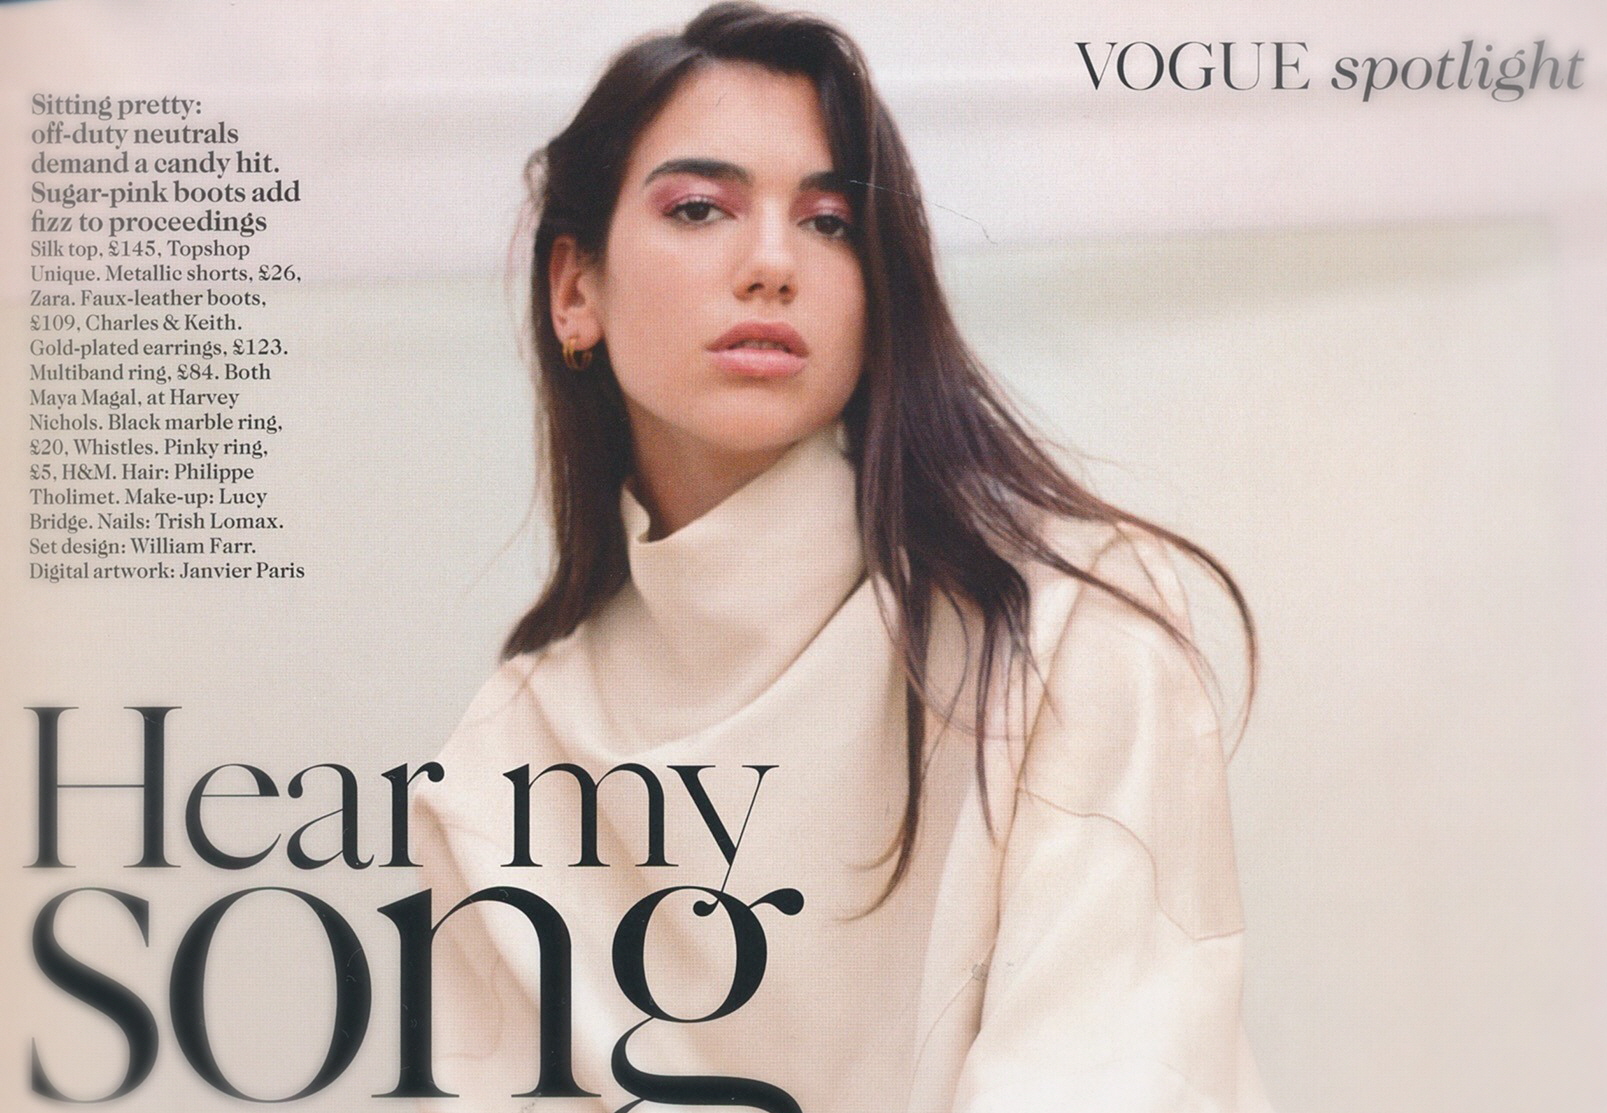 VOGUE spotlight
Sitting pretty:
off-duty neutrals
demand a candy hit.
Sugar-pink boots add
fizz to proceedings
Silk top, £145, Topshop
Unique. Metallic shorts, £26,
Zara. Faux-leather boots,
£109, Charles & Keith.
Gold-plated earrings, £123.
Multiband ring, £84. Both
Maya Magal, at Harvey
Nichols. Black marble ring,
£20, Whistles. Pinky ring,
£5, H&M. Hair: Philippe
Tholimet. Make-up: Lucy
Bridge. Nails: Trish Lomax.
Set design: William Farr.
Digital artwork: Janvier Paris
Hear my
song